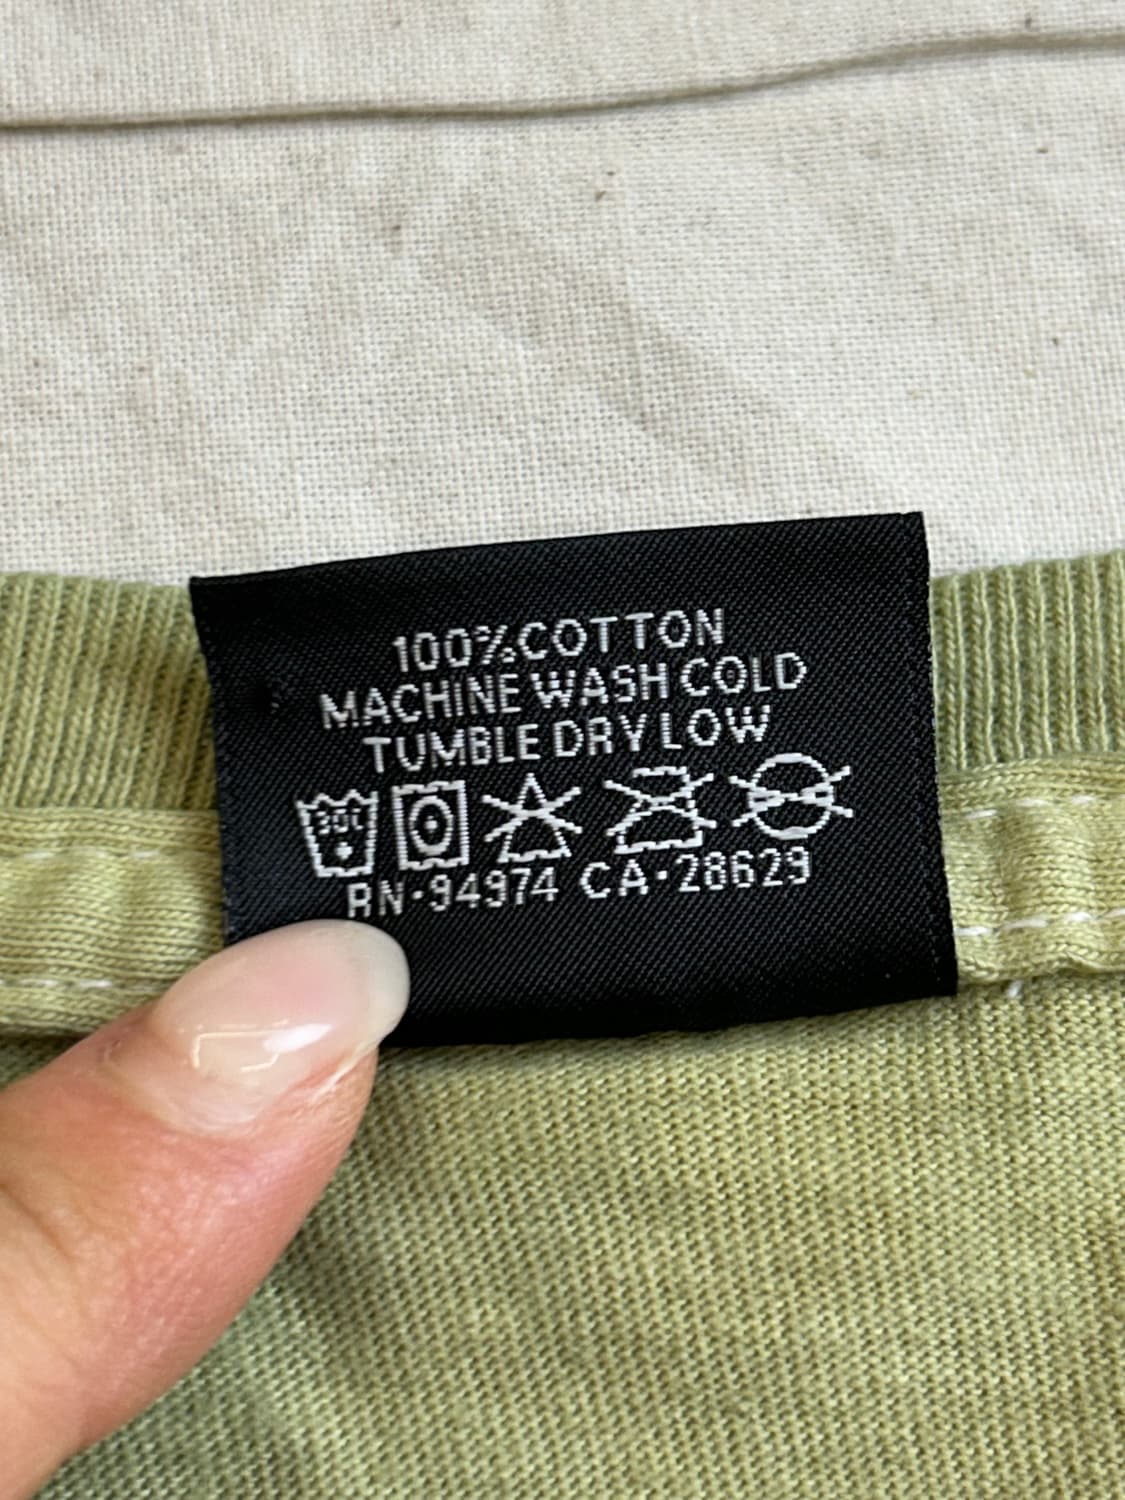 100% COTTON
MACHINE WASH COLD
TUMBLE DRY LOW
30C
RN·94974 CA·28629